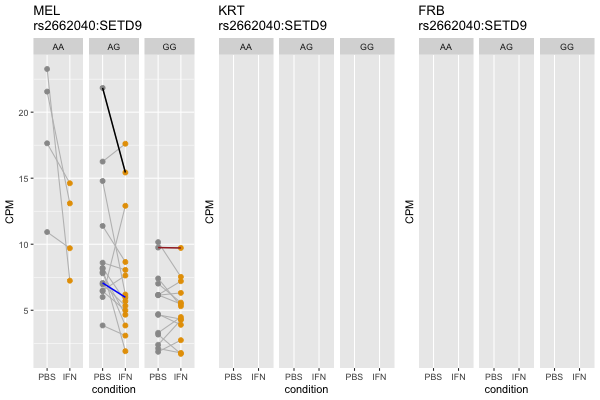 MEL
rs2662040:SETD9
AA AG GG
CPM
20
15
10
5
PBS IFN PBS IFN PBS IFN
condition
KRT
rs2662040:SETD9
AA AG GG
CPM
PBS IFN PBS IFN PBS IFN
condition
FRB
rs2662040:SETD9
AA AG GG
CPM
PBS IFN PBS IFN PBS IFN
condition